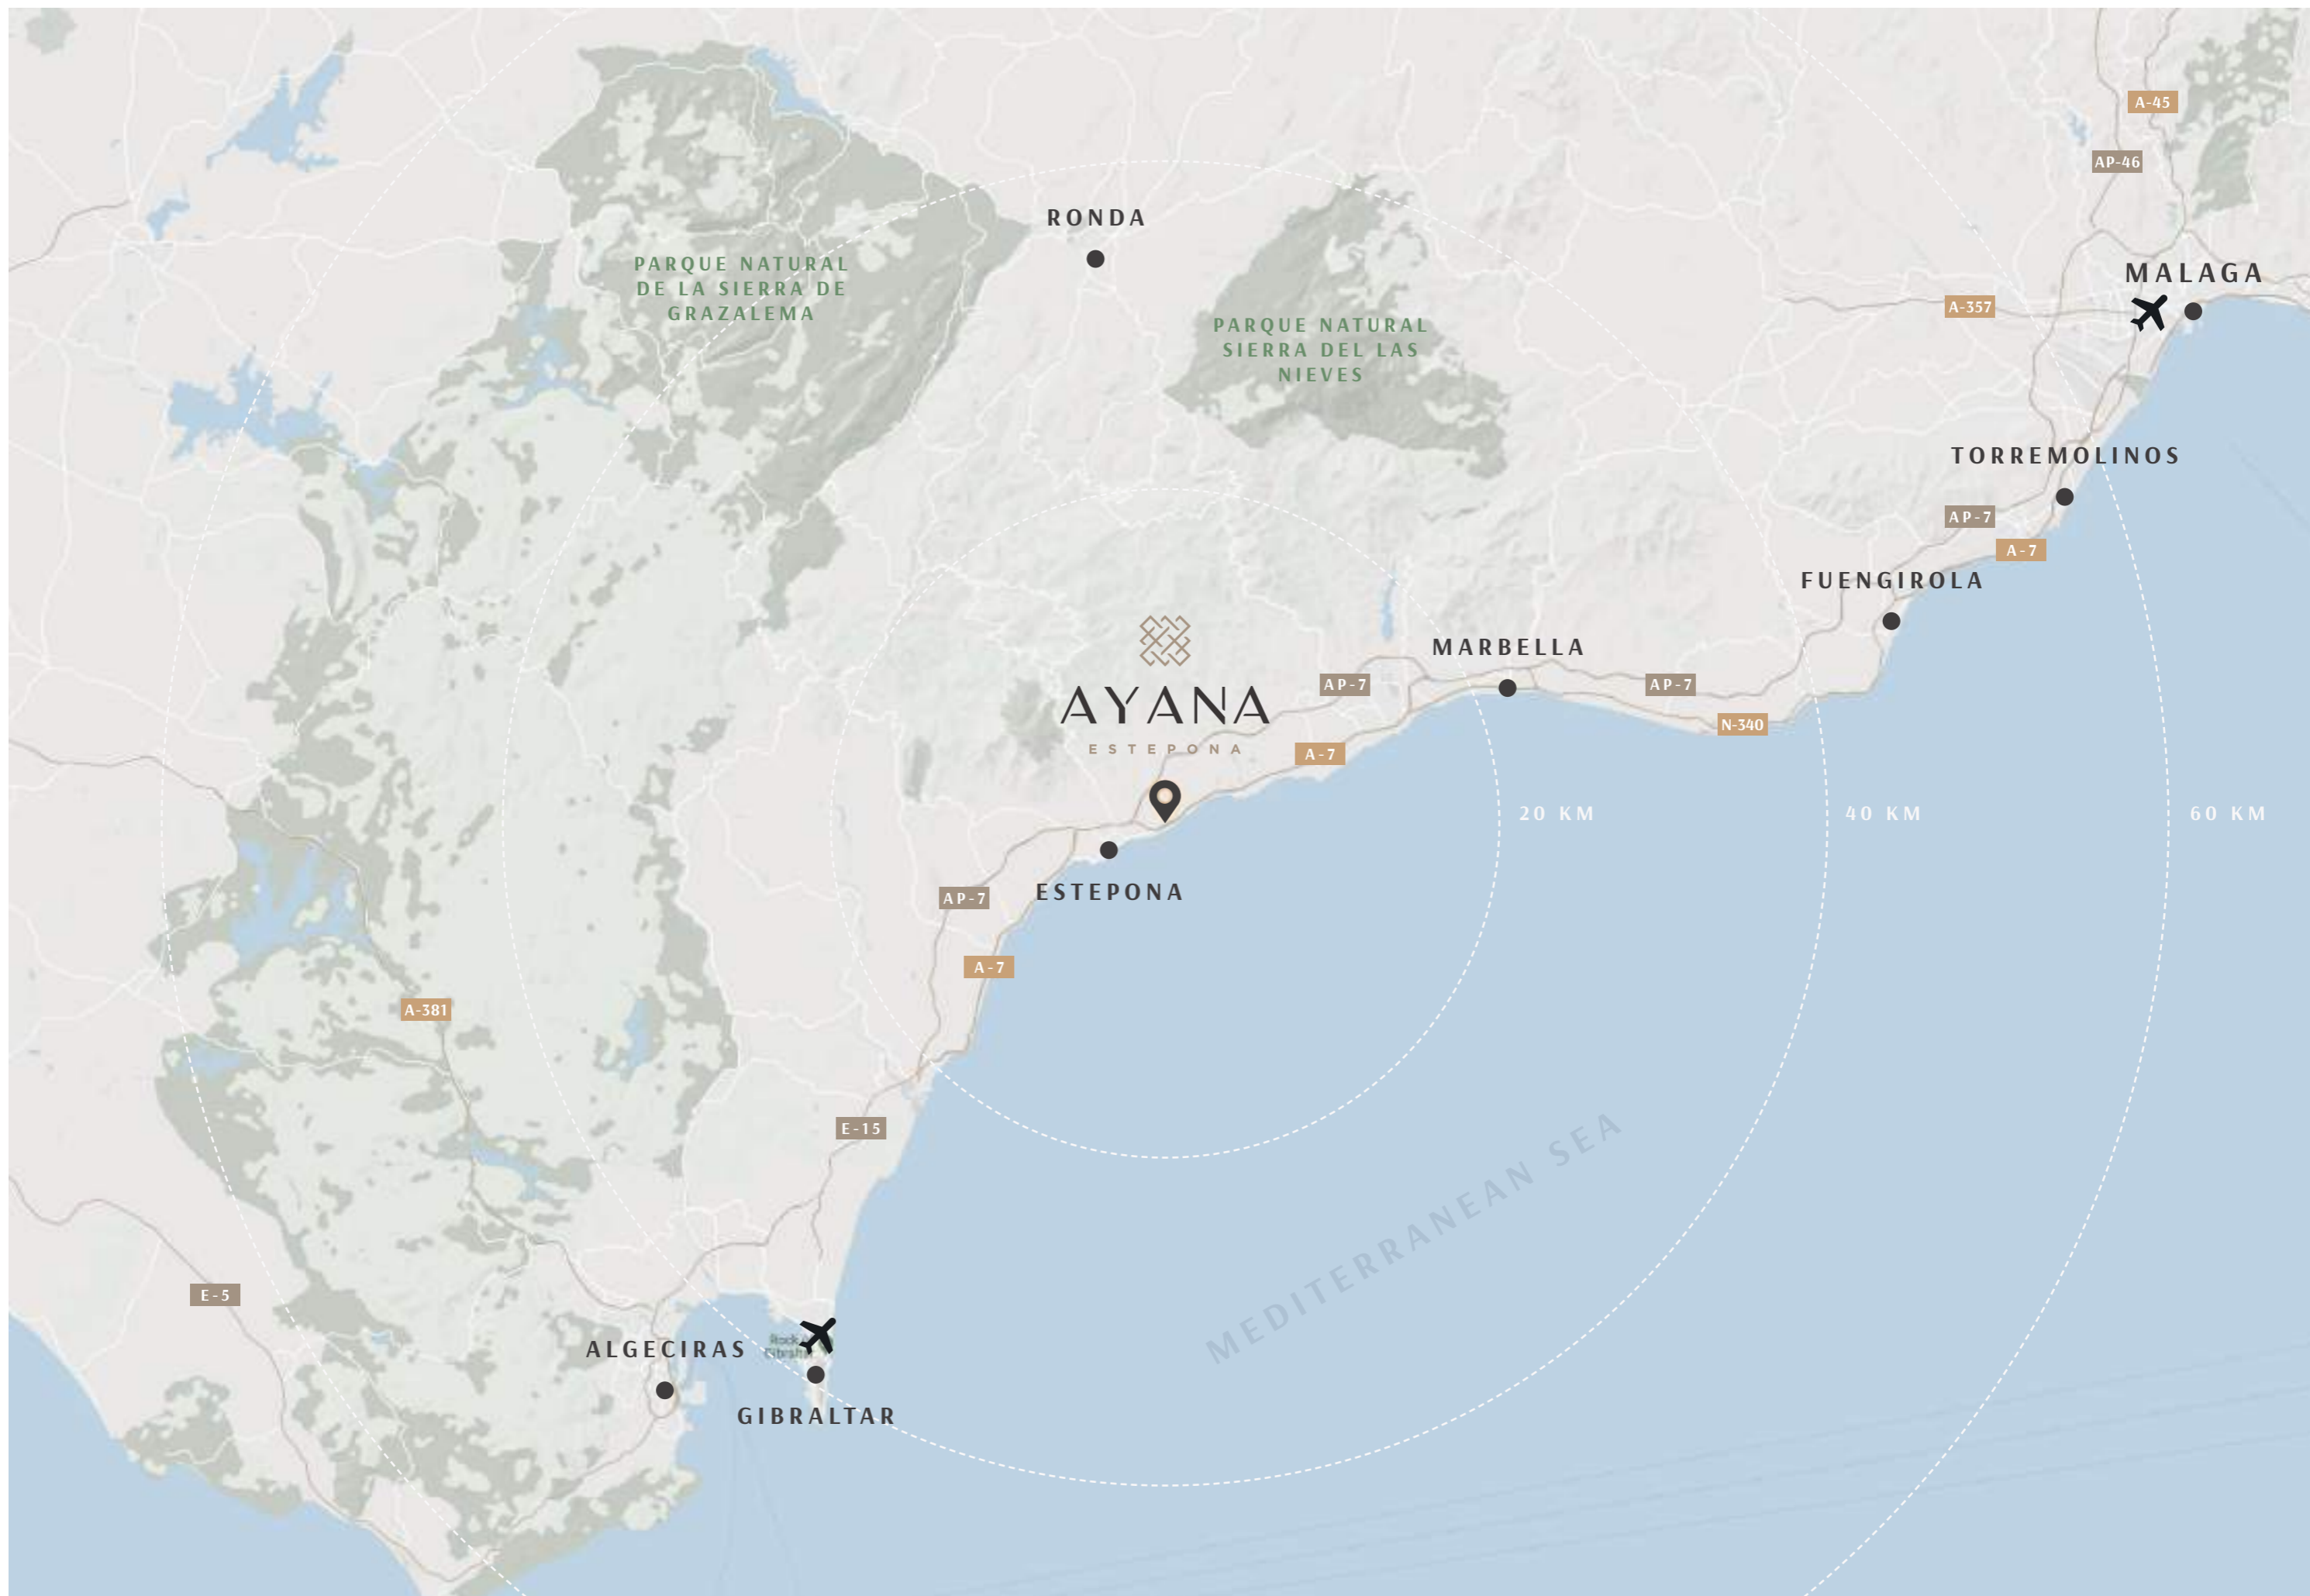 A-45
AP-46
RONDA
PARQUE NATURAL
DE LA SIERRA DE
GRAZALEMA
MALAGA
A-357
PARQUE NATURAL
SIERRA DEL LAS
NIEVES
TORREMOLINOS
AP-7
A-7
FUENGIROLA
MARBELLA
AP-7
AP-7
AYANA
N-340
ESTEPONA
A-7
20 KM
40 KM
60 KM
ESTEPONA
AP-7
A-7
A-381
E-15
MEDITERRANEAN SEA
E-5
Rock
ALGECIRAS
GIBRALTAR